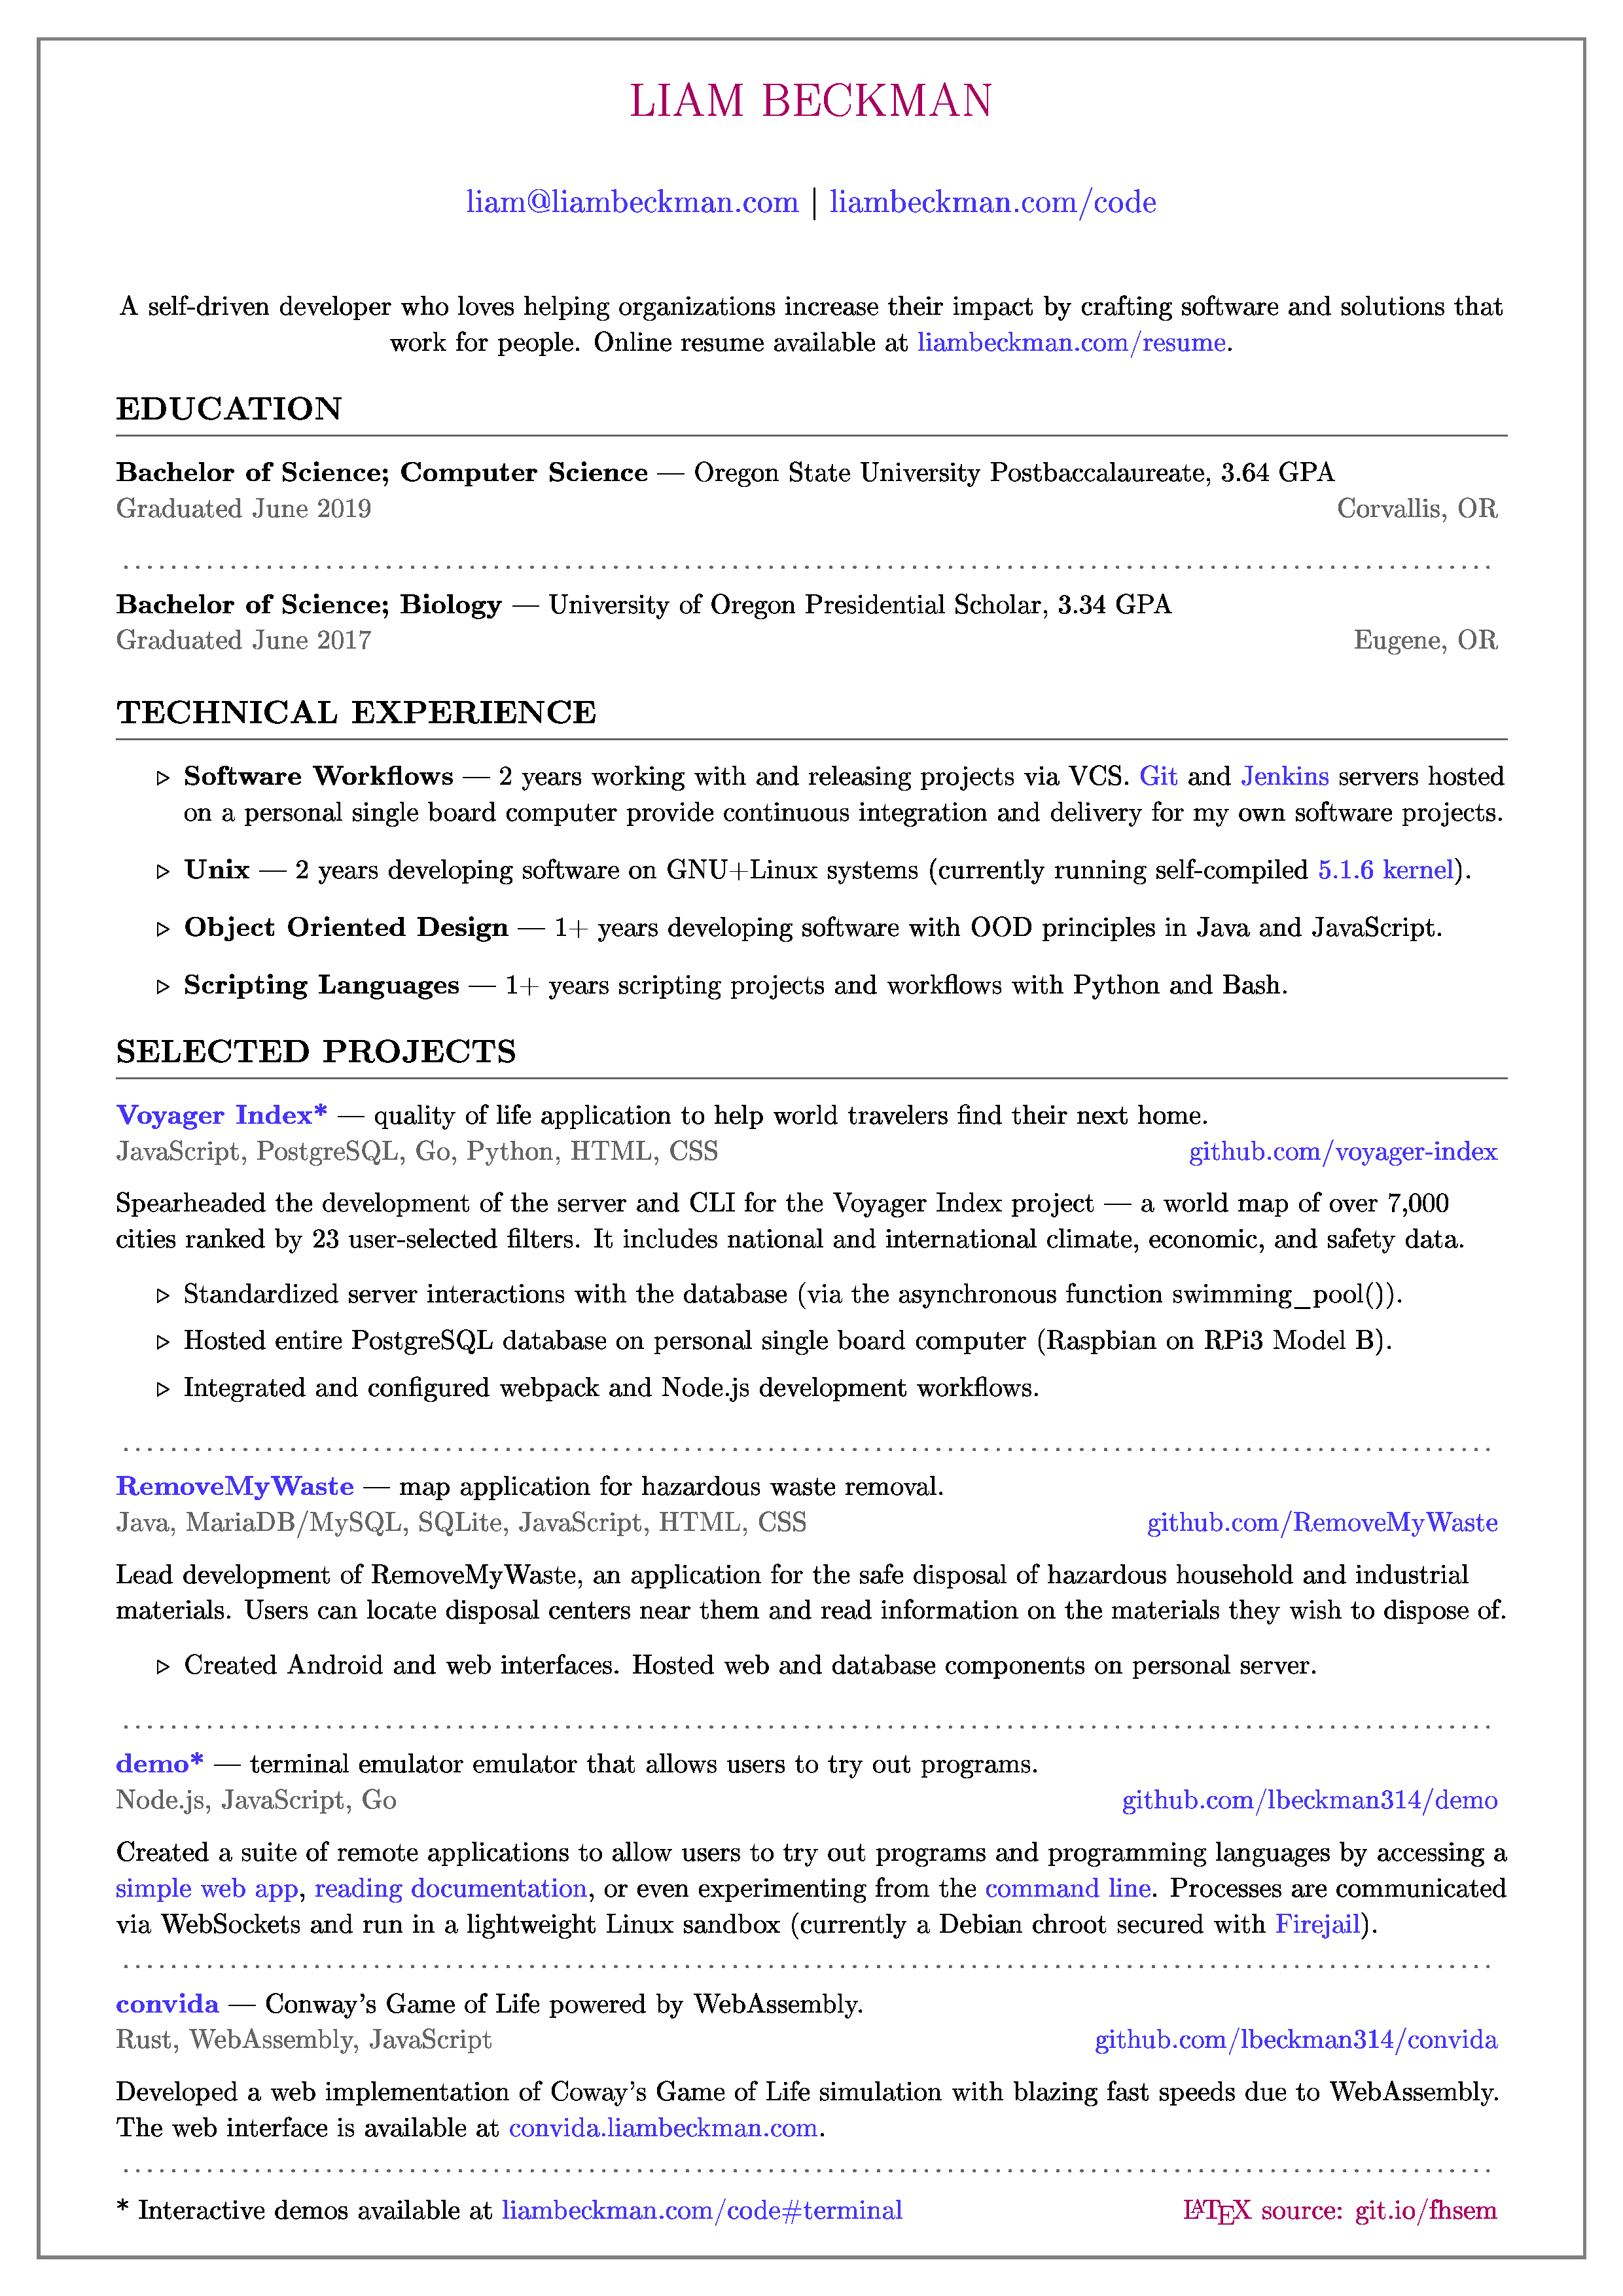 LIAM BECKMAN
liam@liambeckman.com | liambeckman.com/code
A self-driven developer who loves helping organizations increase their impact by crafting software and solutions that
work for people. Online resume available at liambeckman.com/resume.
EDUCATION
Bachelor of Science; Computer Science — Oregon State University Postbaccalaureate, 3.64 GPA
Graduated June 2019 Corvallis, OR
Bachelor of Science; Biology — University of Oregon Presidential Scholar, 3.34 GPA
Graduated June 2017 Eugene, OR
TECHNICAL EXPERIENCE
▷ Software Workflows — 2 years working with and releasing projects via VCS. Git and Jenkins servers hosted
on a personal single board computer provide continuous integration and delivery for my own software projects.
▷ Unix — 2 years developing software on GNU+Linux systems (currently running self-compiled 5.1.6 kernel).
▷ Object Oriented Design — 1+ years developing software with OOD principles in Java and JavaScript.
▷ Scripting Languages — 1+ years scripting projects and workflows with Python and Bash.
SELECTED PROJECTS
Voyager Index* — quality of life application to help world travelers find their next home.
JavaScript, PostgreSQL, Go, Python, HTML, CSS github.com/voyager-index
Spearheaded the development of the server and CLI for the Voyager Index project — a world map of over 7,000
cities ranked by 23 user-selected filters. It includes national and international climate, economic, and safety data.
▷ Standardized server interactions with the database (via the asynchronous function swimming_pool()).
▷ Hosted entire PostgreSQL database on personal single board computer (Raspbian on RPi3 Model B).
▷ Integrated and configured webpack and Node.js development workflows.
RemoveMyWaste — map application for hazardous waste removal.
Java, MariaDB/MySQL, SQLite, JavaScript, HTML, CSS github.com/RemoveMyWaste
Lead development of RemoveMyWaste, an application for the safe disposal of hazardous household and industrial
materials. Users can locate disposal centers near them and read information on the materials they wish to dispose of.
▷ Created Android and web interfaces. Hosted web and database components on personal server.
demo* — terminal emulator emulator that allows users to try out programs.
Node.js, JavaScript, Go github.com/lbeckman314/demo
Created a suite of remote applications to allow users to try out programs and programming languages by accessing a
simple web app, reading documentation, or even experimenting from the command line. Processes are communicated
via WebSockets and run in a lightweight Linux sandbox (currently a Debian chroot secured with Firejail).
convida — Conway's Game of Life powered by WebAssembly.
Rust, WebAssembly, JavaScript github.com/lbeckman314/convida
Developed a web implementation of Coway's Game of Life simulation with blazing fast speeds due to WebAssembly.
The web interface is available at convida.liambeckman.com.
* Interactive demos available at liambeckman.com/code#terminal LATEX source: git.io/fhsem